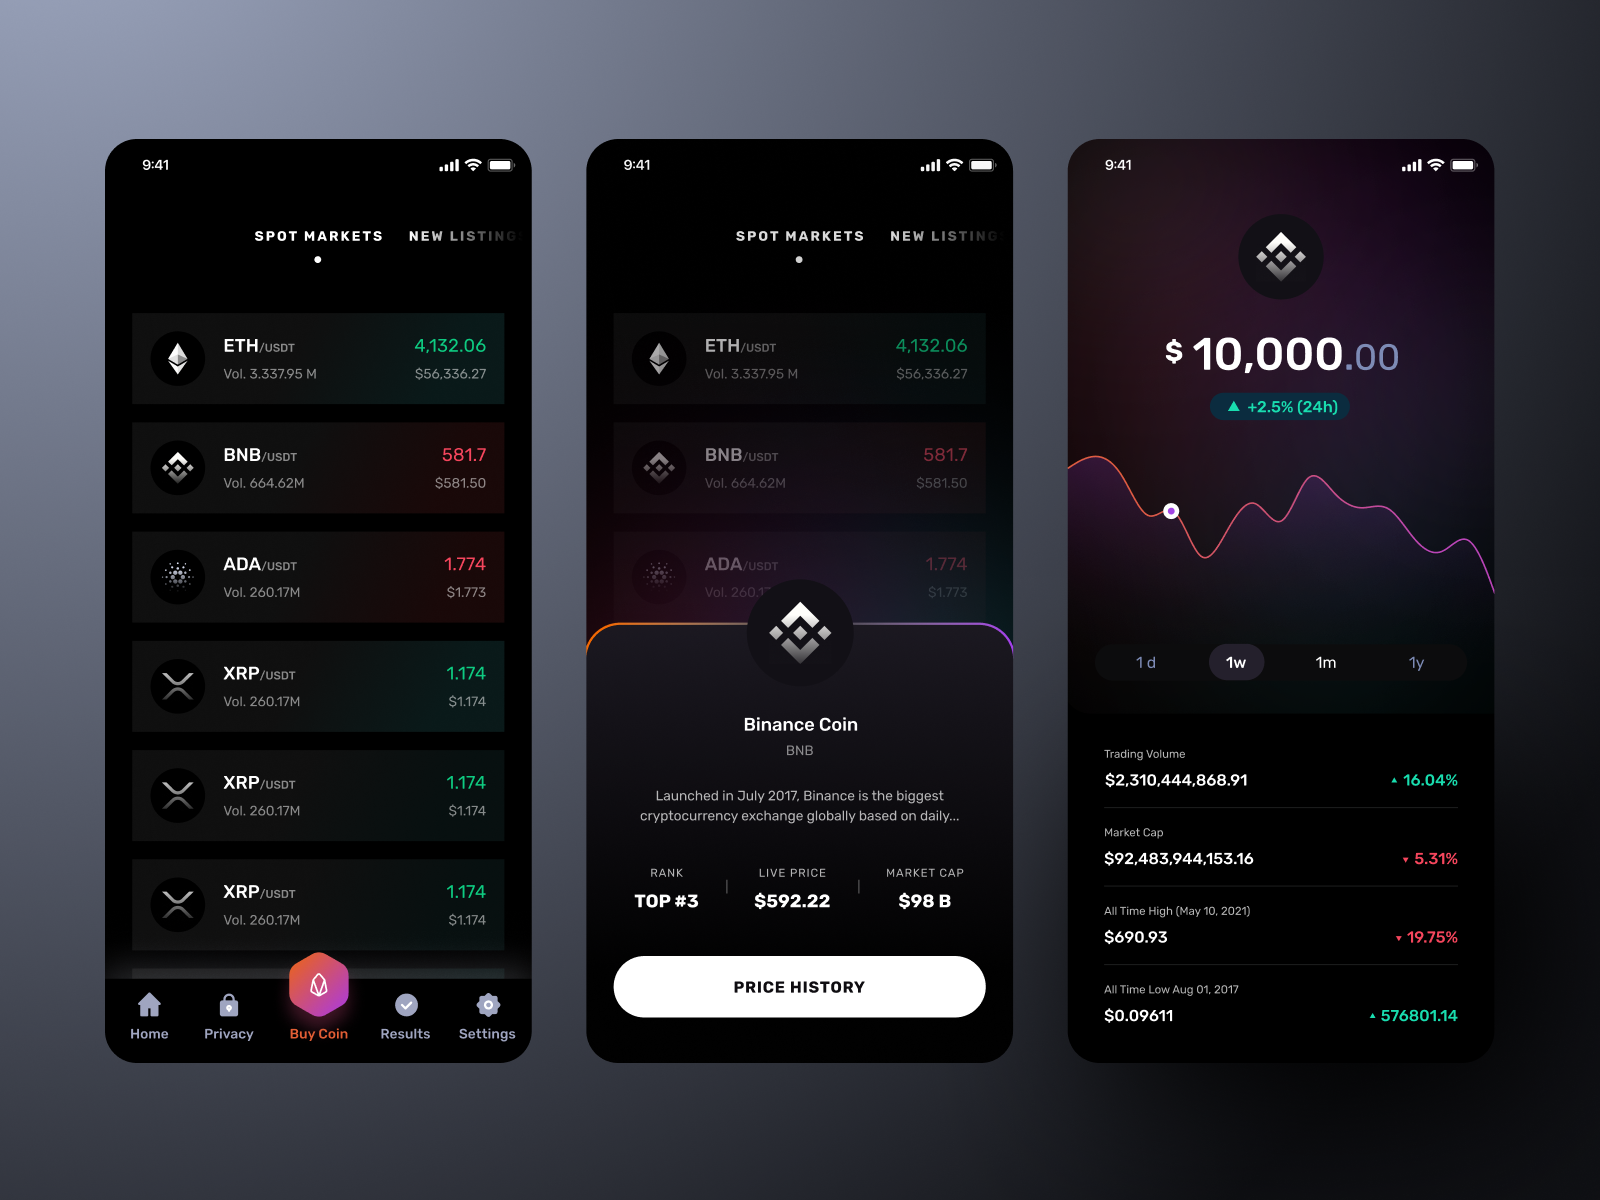 9:41
SPOT MARKETS NEW LISTING
ETH/USDT 4,132.06
Vol. 3.337.95 M $56,336.27
BNB/USDT 581.7
Vol. 664.62M $581.50
ADA/USDT 1.774
Vol. 260.17M $1.773
XRP/USDT 1.174
Vol. 260.17M $1.174
XRP/USDT 1.174
Vol. 260.17M $1.174
XRP/USDT 1.174
Vol. 260.17M $1.174
Home Privacy Buy Coin Results Settings
9:41
SPOT MARKETS NEW LISTING
ETH/USDT 4,132.06
Vol. 3.337.95 M $56,336.27
BNB/USDT 581.7
Vol. 664.62M $581.50
ADA/USDT 1.774
Vol. 260.17 $1.773
Binance Coin
BNB
Launched in July 2017, Binance is the biggest
cryptocurrency exchange globally based on daily...
RANK LIVE PRICE MARKET CAP
TOP #3 $592.22 $98 B
PRICE HISTORY
9:41
$ 10,000.00
+2.5% (24h)
1 d 1w 1m 1y
Trading Volume
$2,310,444,868.91 16.04%
Market Cap
$92,483,944,153.16 5.31%
All Time High (May 10, 2021)
$690.93 19.75%
All Time Low Aug 01, 2017
$0.09611 576801.14